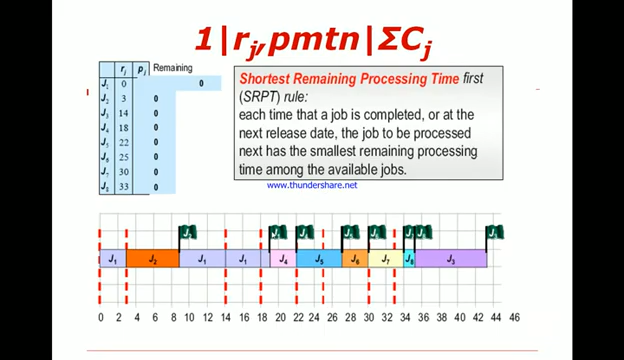 1|rj,pmtn|ΣCj
rj pj Remaining
J1 0 0
J2 3 0
J3 14 0
J4 18 0
J5 22 0
J6 25 0
J7 30 0
J8 33 0
Shortest Remaining Processing Time first
(SRPT) rule:
each time that a job is completed, or at the
next release date, the job to be processed
next has the smallest remaining processing
time among the available jobs.
www.thundershare.net
J1 J2 J1 J1 J4 J5 J6 J7 J8 J3
0 2 4 6 8 10 12 14 16 18 20 22 24 26 28 30 32 34 36 38 40 42 44 46